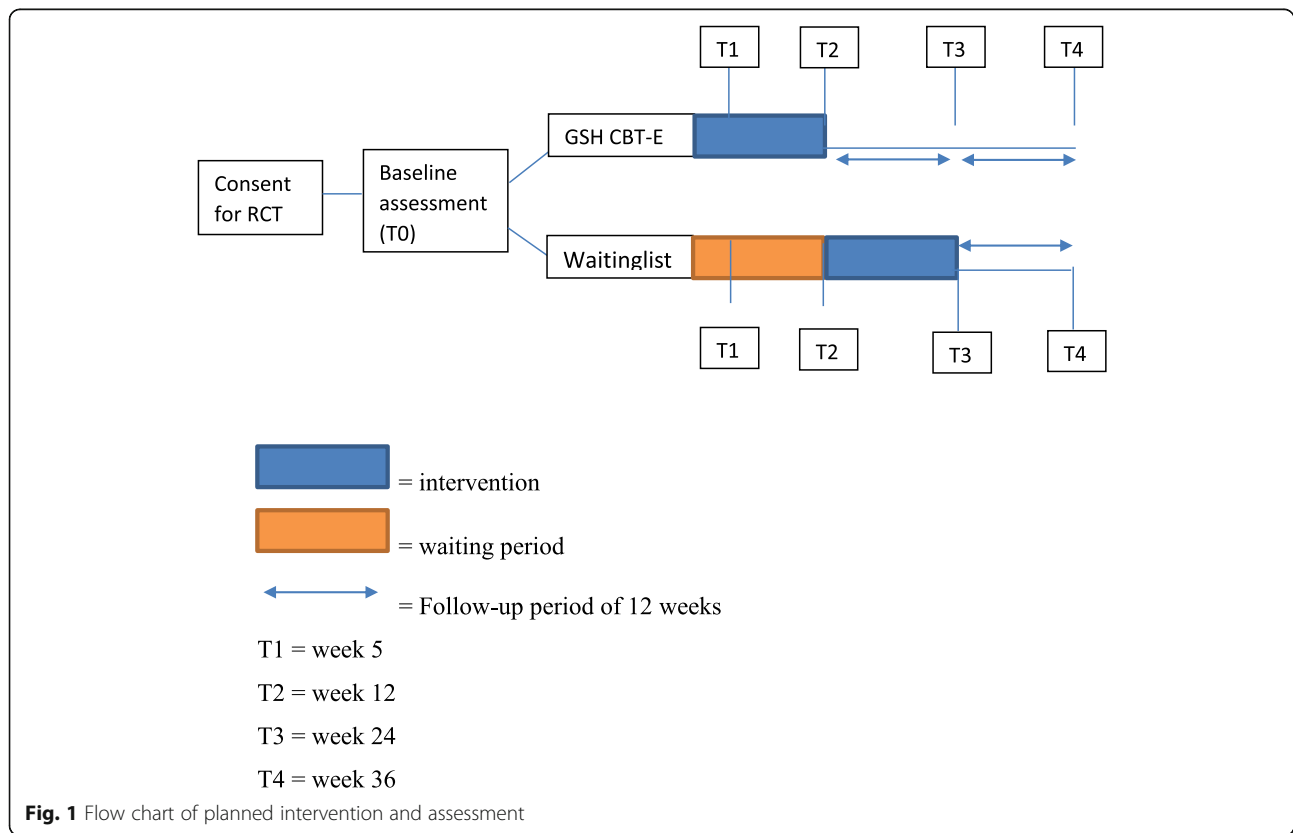 T1
T2
T3
T4
GSH CBT-E
Consent
for RCT
Baseline
assessment
(T0)
Waitinglist
T1
T2
T3
T4
= intervention
= waiting period
= Follow-up period of 12 weeks
T1 = week 5
T2 = week 12
T3 = week 24
T4 = week 36
Fig. 1 Flow chart of planned intervention and assessment